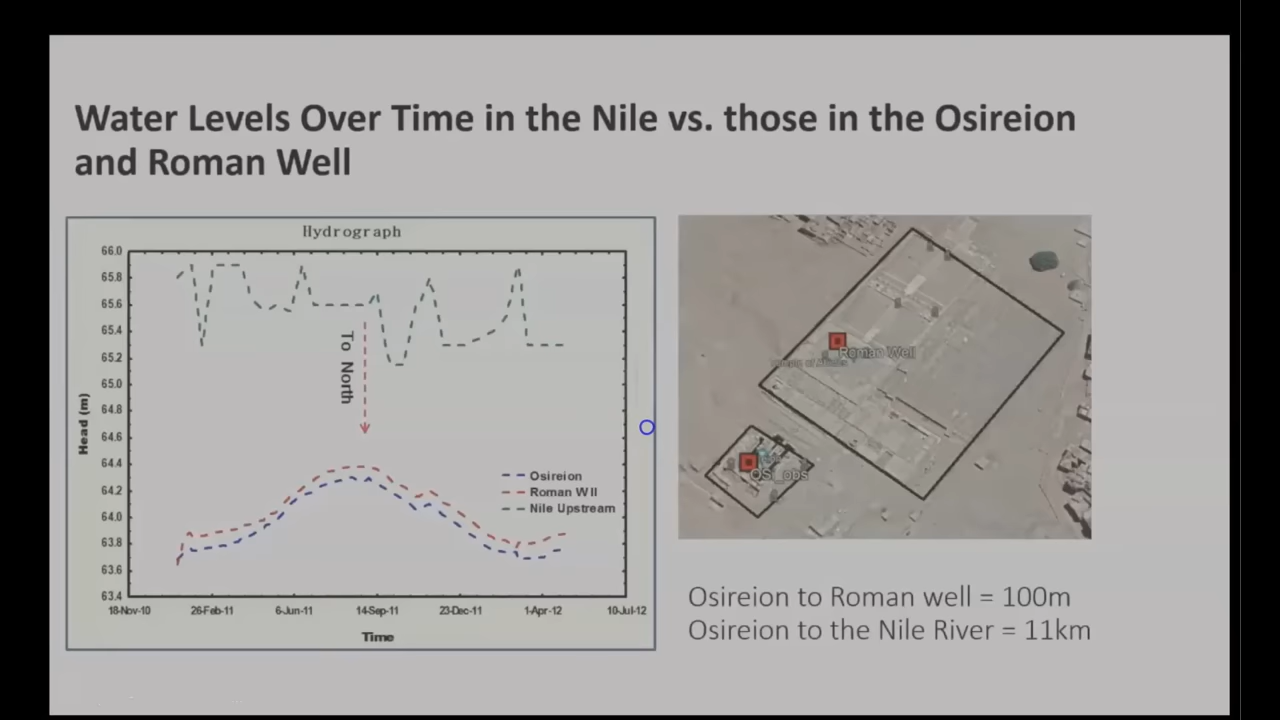 Water Levels Over Time in the Nile vs. those in the Osireion
and Roman Well
Hydrograph
66.0
65.8
65.6
65.4
65.2
65.0
64.8
64.6
64.4
64.2
64.0
63.8
63.6
63.4
Head (m)
To North
Osireion
Roman Wll
Nile Upstream
18-Nov-10 26-Feb-11 6-Jun-11 14-Sep-11 23-Dec-11 1-Apr-12 10-Jul-12
Time
Roman Well
OS_obs
Osireion to Roman well = 100m
Osireion to the Nile River = 11km